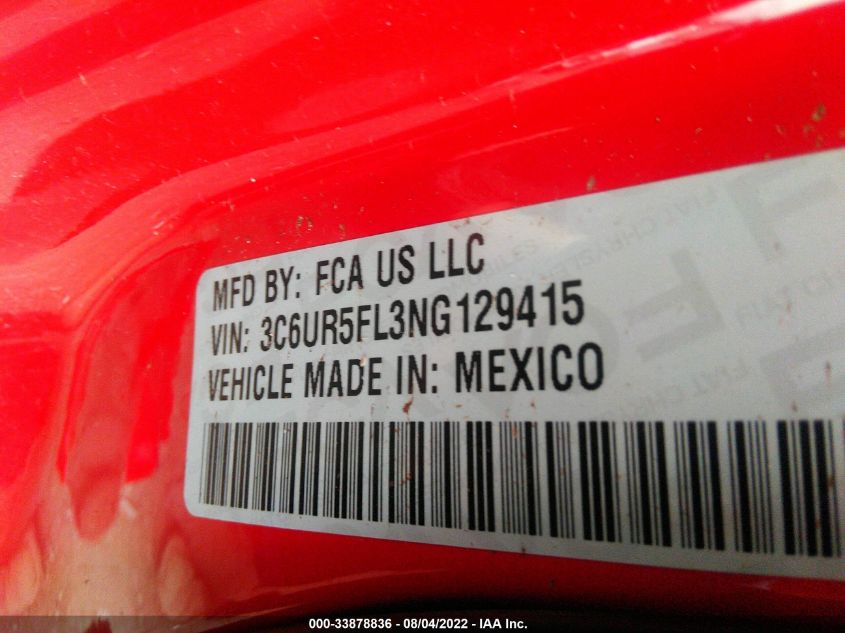 MFD BY: FCA US LLC
VIN: 3C6UR5FL3NG129415
VEHICLE MADE IN: MEXICO
000-33878836 - 08/04/2022 - IAA Inc.